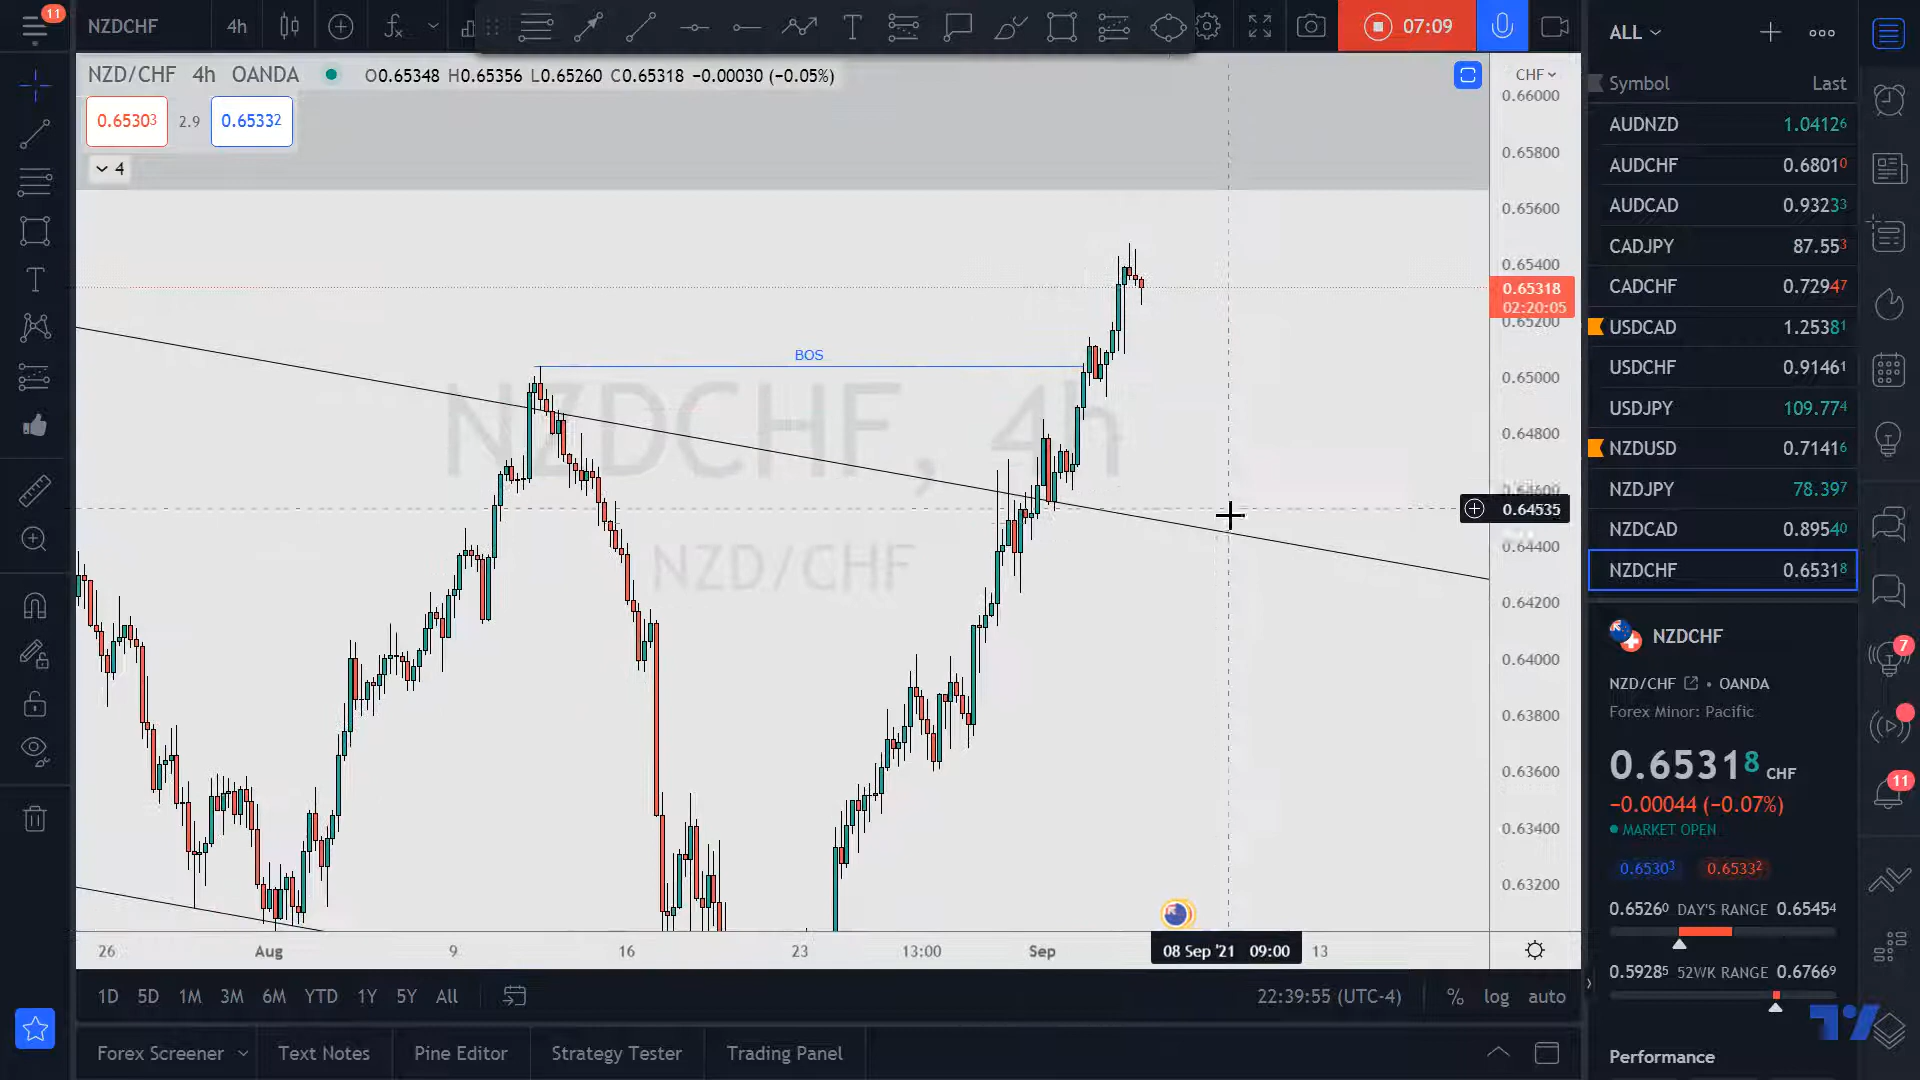 11
NZDCHF
4h
07:09
ALL
NZD/CHF 4h OANDA O0.65348 H0.65356 L0.65260 C0.65318 −0.00030 (−0.05%)
CHF
Symbol Last
0.65303 2.9 0.65332
4
BOS
NZDCHF, 4h
NZD/CHF
0.66000
0.65800
0.65600
0.65400
0.65318
02:20:05
0.65200
0.65000
0.64800
0.64535
0.64400
0.64200
0.64000
0.63800
0.63600
0.63400
0.63200
26 Aug 9 16 23 13:00 Sep 08 Sep '21 09:00 13
1D 5D 1M 3M 6M YTD 1Y 5Y All
22:39:55 (UTC-4) % log auto
Forex Screener Text Notes Pine Editor Strategy Tester Trading Panel
AUDNZD 1.04126
AUDCHF 0.68010
AUDCAD 0.93233
CADJPY 87.553
CADCHF 0.72947
USDCAD 1.25381
USDCHF 0.91461
USDJPY 109.774
NZDUSD 0.71416
NZDJPY 78.397
NZDCAD 0.89540
NZDCHF 0.65318
NZDCHF
NZD/CHF • OANDA
Forex Minor: Pacific
0.65318 CHF
−0.00044 (−0.07%)
MARKET OPEN
0.65303 0.65332
0.65260 DAY'S RANGE 0.65454
0.59285 52WK RANGE 0.67669
Performance
7
11